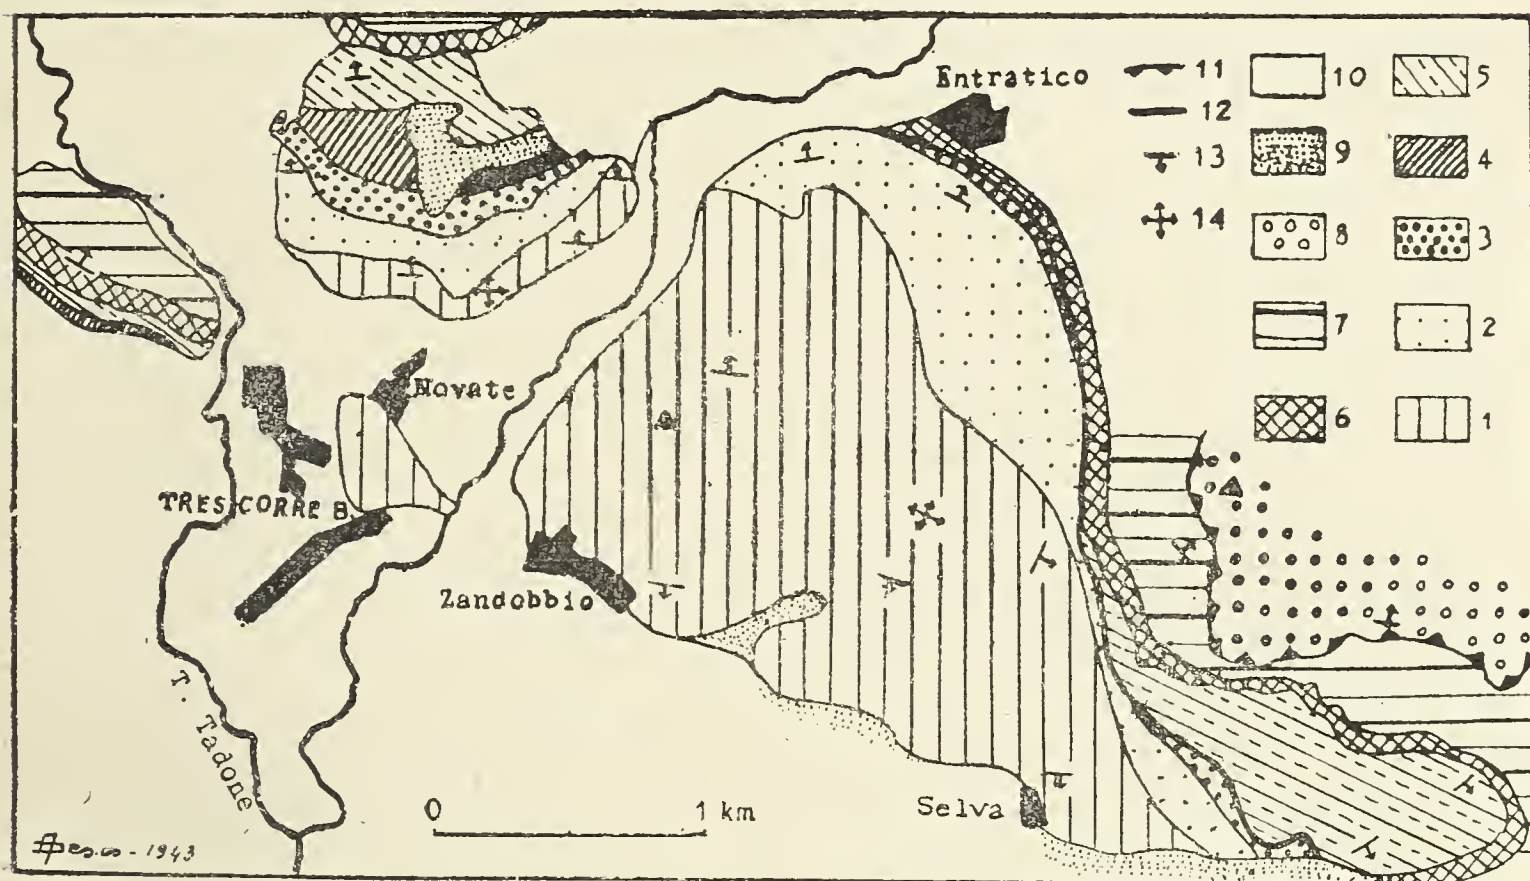 Entratico
11
10
5
12
13
9
4
14
8
3
7
2
6
1
Novate
TRESCORRE B.
Zandobbio
T. Tadone
Selva
0
1 km
1943